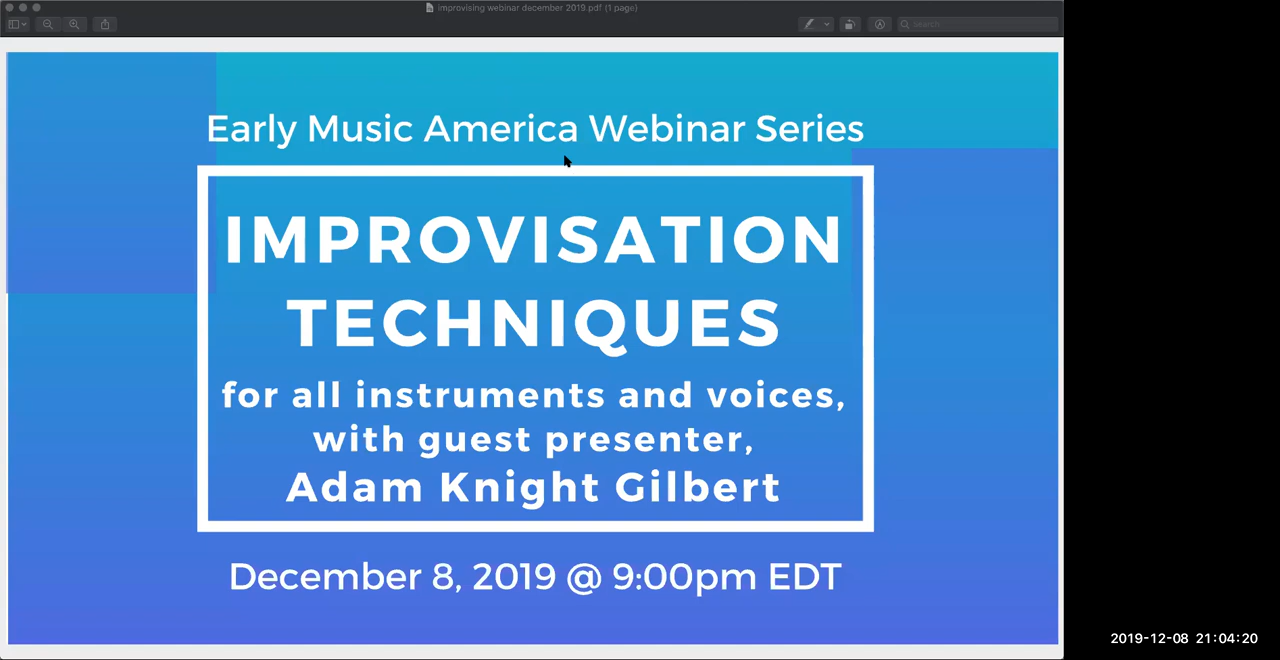 improvising webinar december 2019.pdf (1 page)
Search
Early Music America Webinar Series
IMPROVISATION
TECHNIQUES
for all instruments and voices,
with guest presenter,
Adam Knight Gilbert
December 8, 2019 @ 9:00pm EDT
2019-12-08 21:04:20